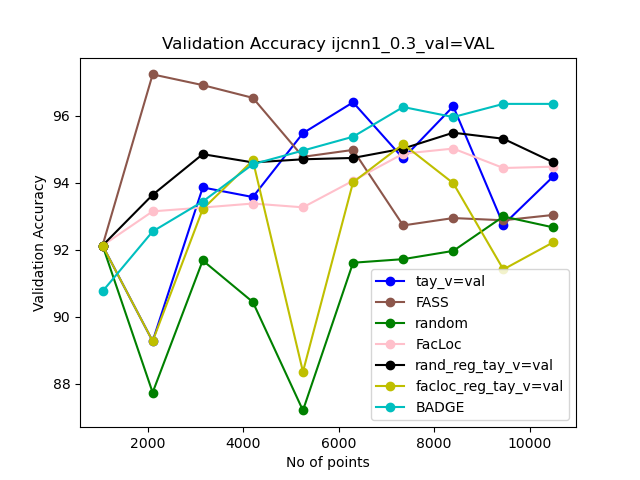 Validation Accuracy ijcnn1_0.3_val=VAL
Validation Accuracy
96
94
92
90
88
2000
4000
6000
8000
10000
No of points
tay_v=val
FASS
random
FacLoc
rand_reg_tay_v=val
facloc_reg_tay_v=val
BADGE